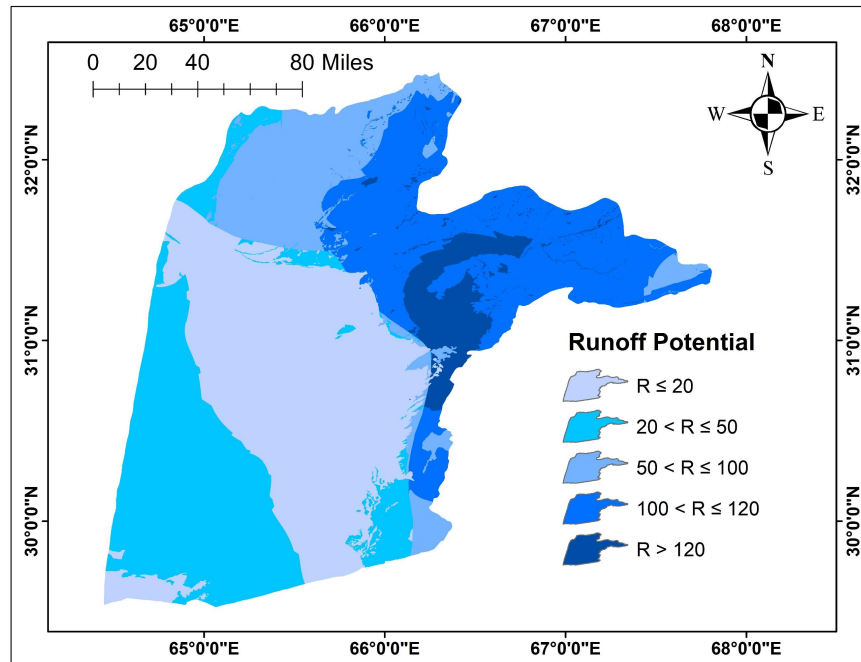 65°0'0"E 66°0'0"E 67°0'0"E 68°0'0"E
0 20 40 80 Miles
N
W E
S
32°0'0"N
32°0'0"N
31°0'0"N
31°0'0"N
Runoff Potential
R ≤ 20
20 < R ≤ 50
50 < R ≤ 100
100 < R ≤ 120
R > 120
30°0'0"N
30°0'0"N
65°0'0"E 66°0'0"E 67°0'0"E 68°0'0"E